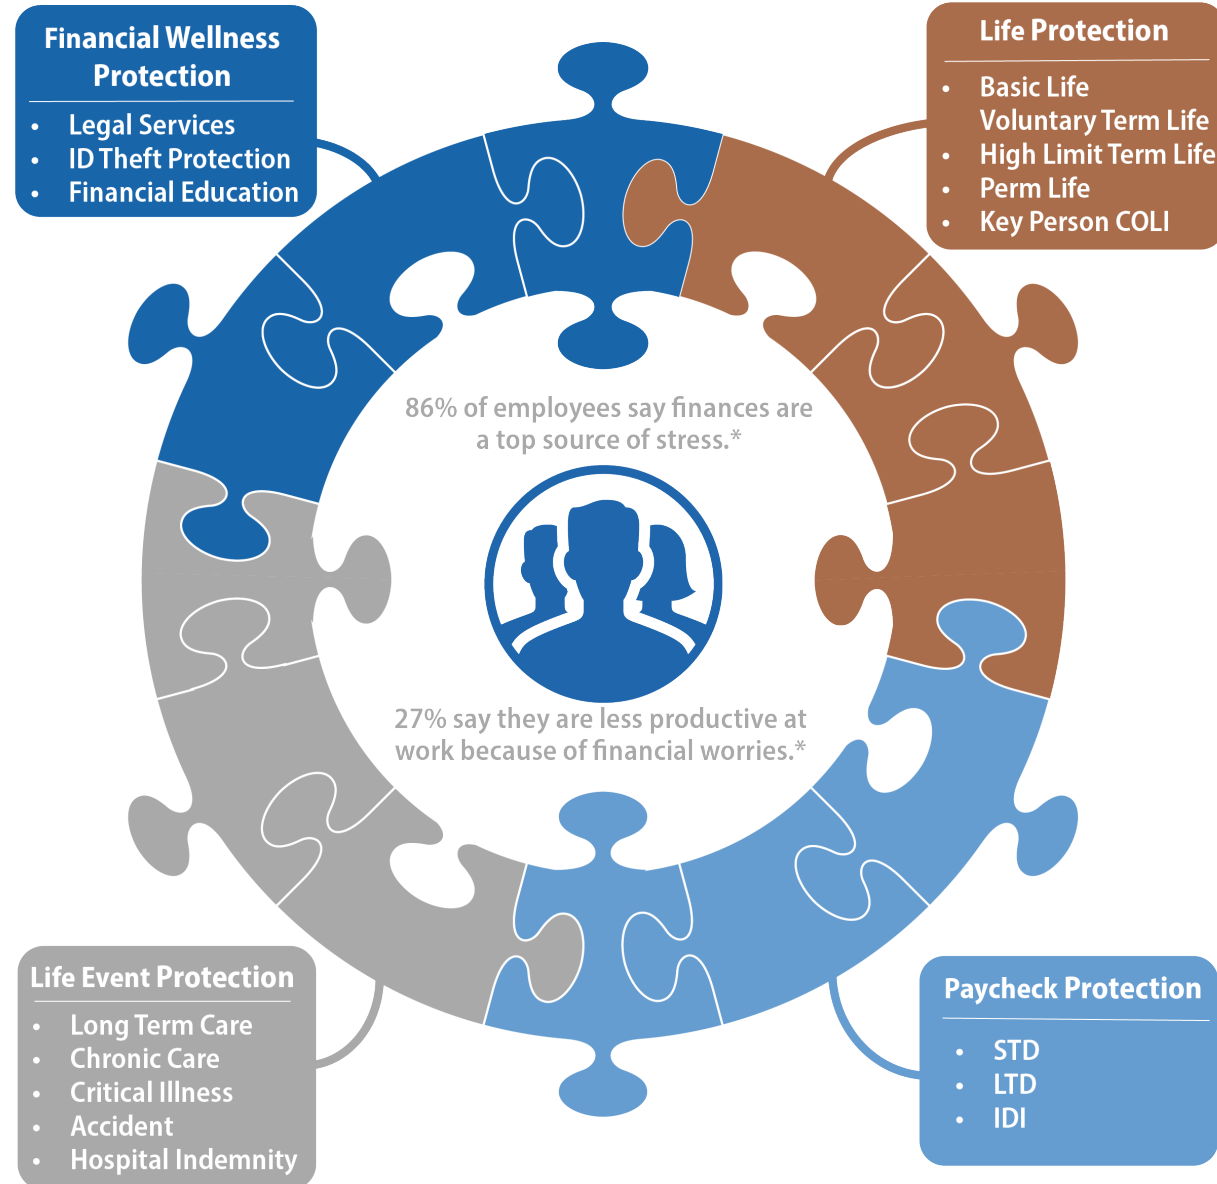 Financial Wellness
Protection
• Legal Services
• ID Theft Protection
• Financial Education
Life Protection
• Basic Life
Voluntary Term Life
• High Limit Term Life
• Perm Life
• Key Person COLI
86% of employees say finances are
a top source of stress.*
27% say they are less productive at
work because of financial worries.*
Life Event Protection
• Long Term Care
• Chronic Care
• Critical Illness
• Accident
• Hospital Indemnity
Paycheck Protection
• STD
• LTD
• IDI